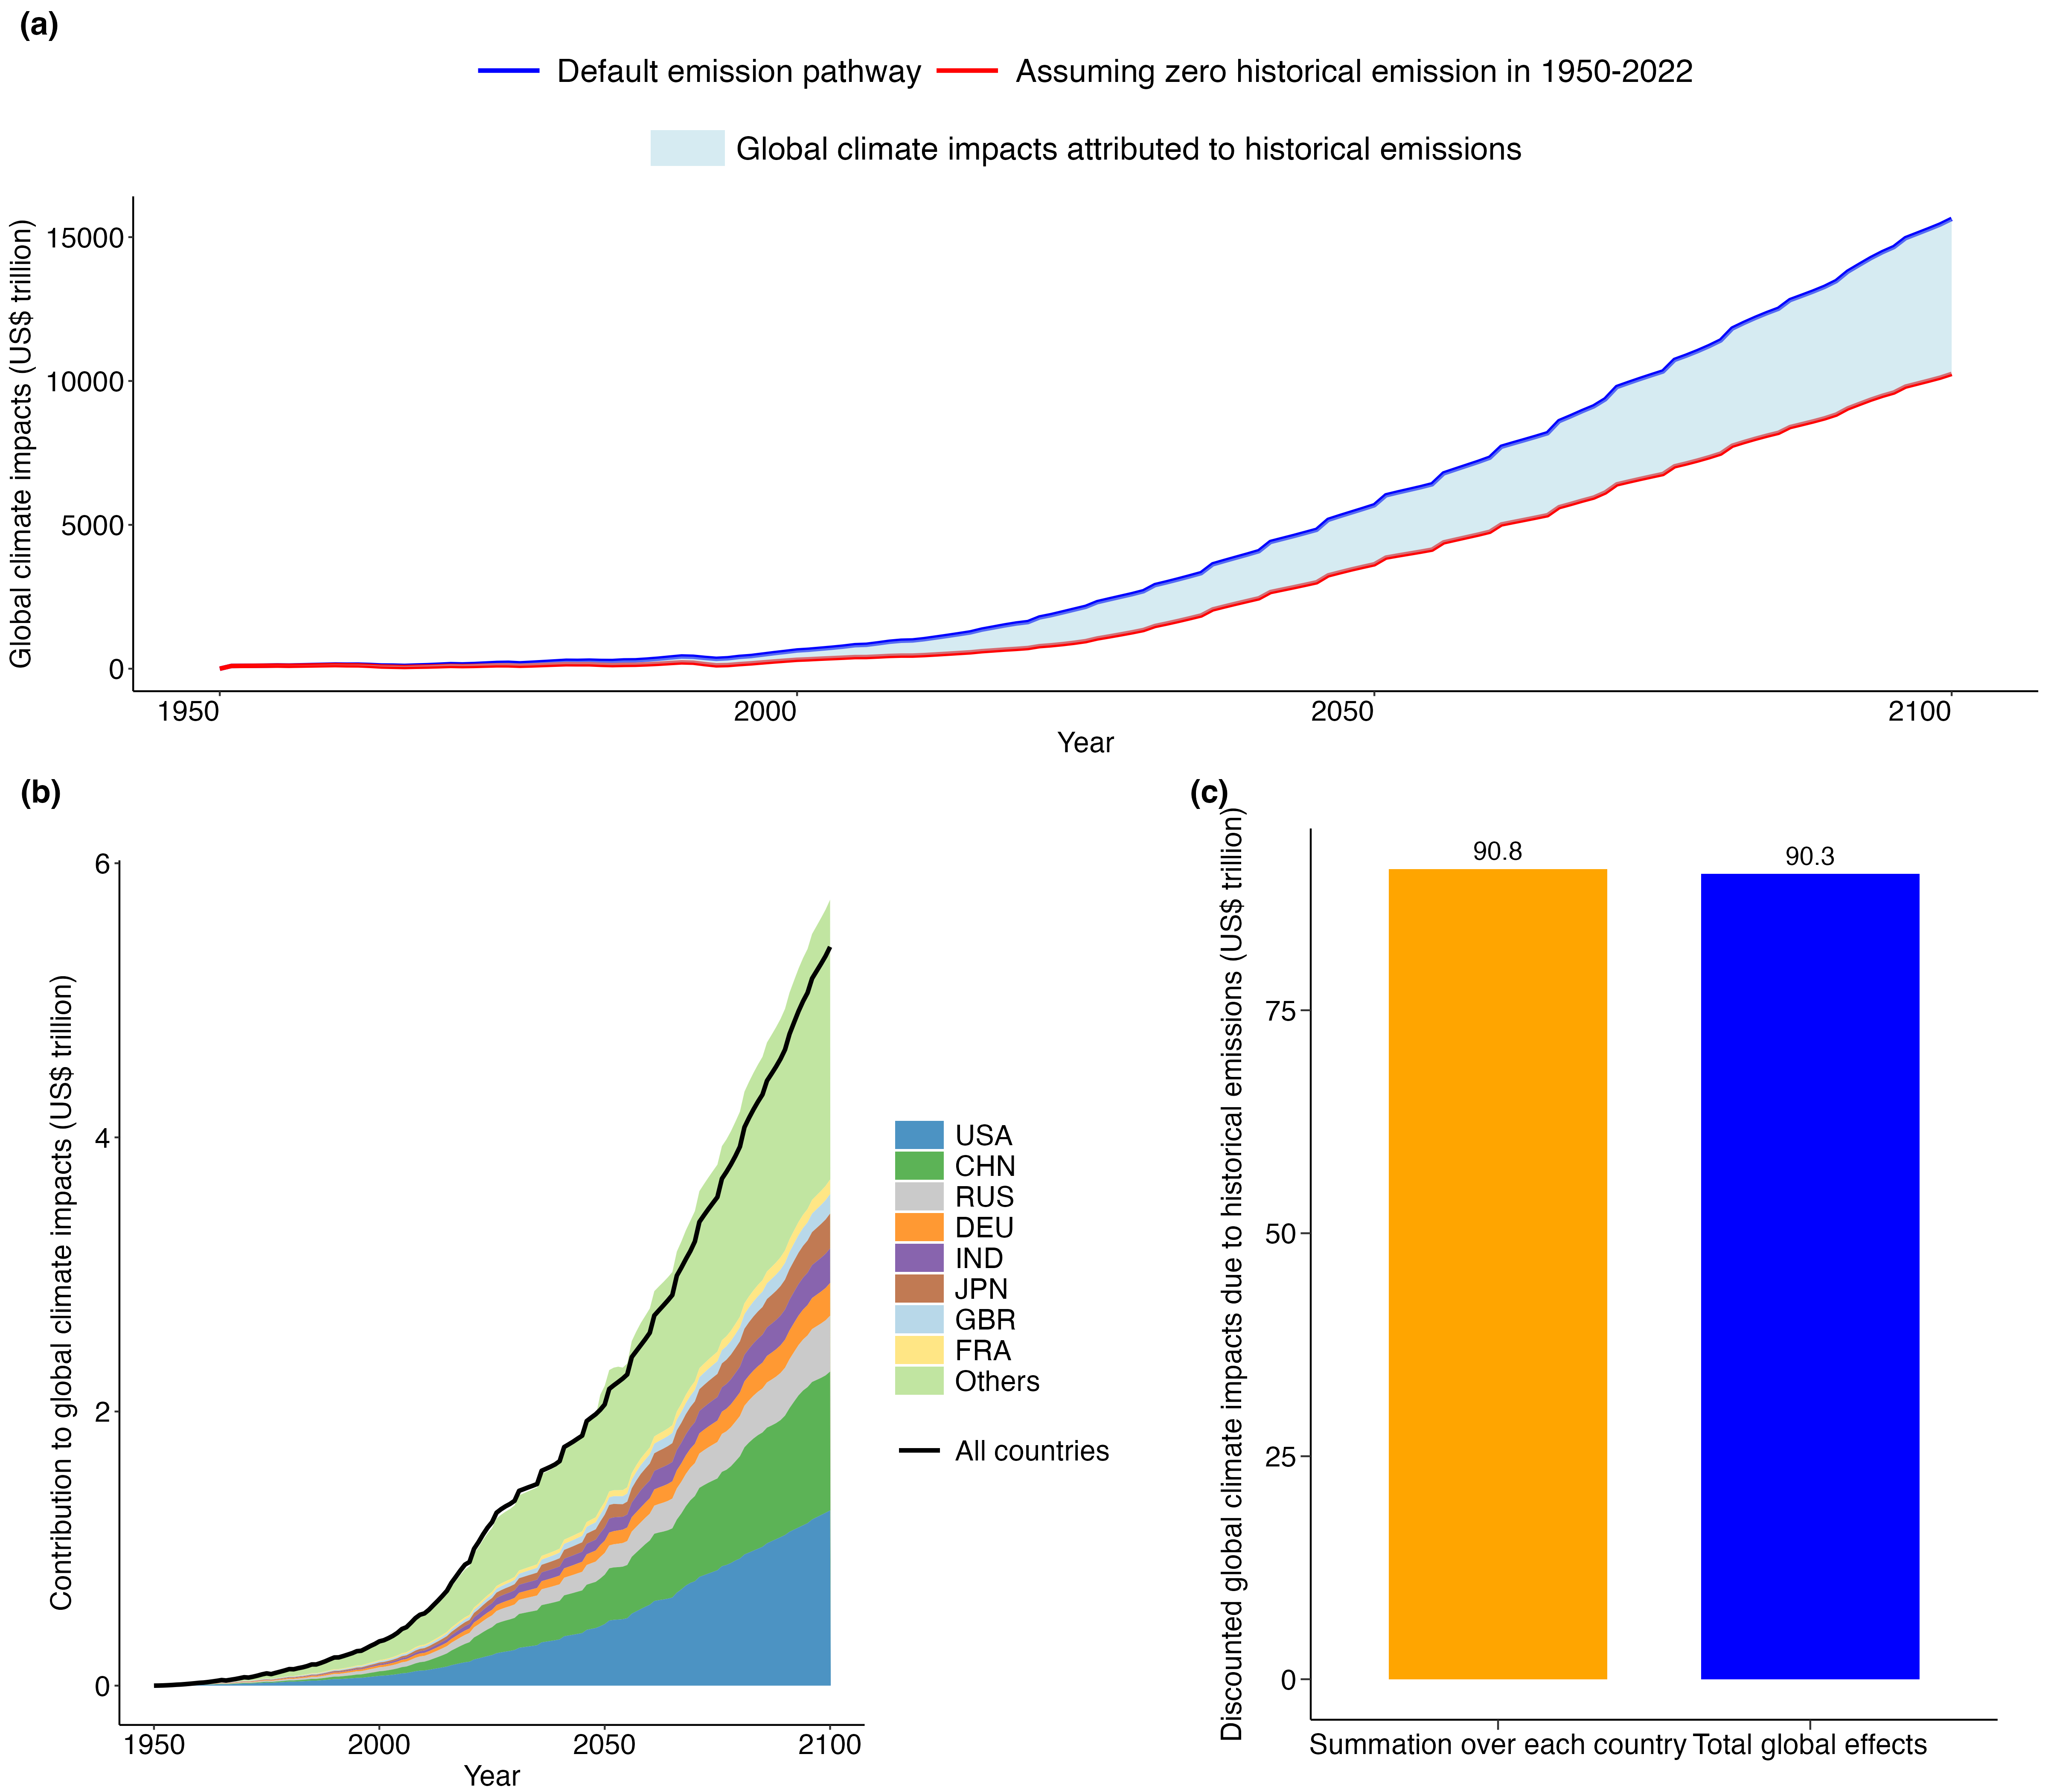 (a)
Default emission pathway Assuming zero historical emission in 1950-2022
Global climate impacts attributed to historical emissions
Global climate impacts (US$ trillion)
15000
10000
5000
0
1950 2000 2050 2100
Year
(b)
Contribution to global climate impacts (US$ trillion)
6
4
2
0
1950 2000 2050 2100
Year
USA
CHN
RUS
DEU
IND
JPN
GBR
FRA
Others
All countries
(c)
Discounted global climate impacts due to historical emissions (US$ trillion)
90.8 90.3
75
50
25
0
Summation over each country Total global effects